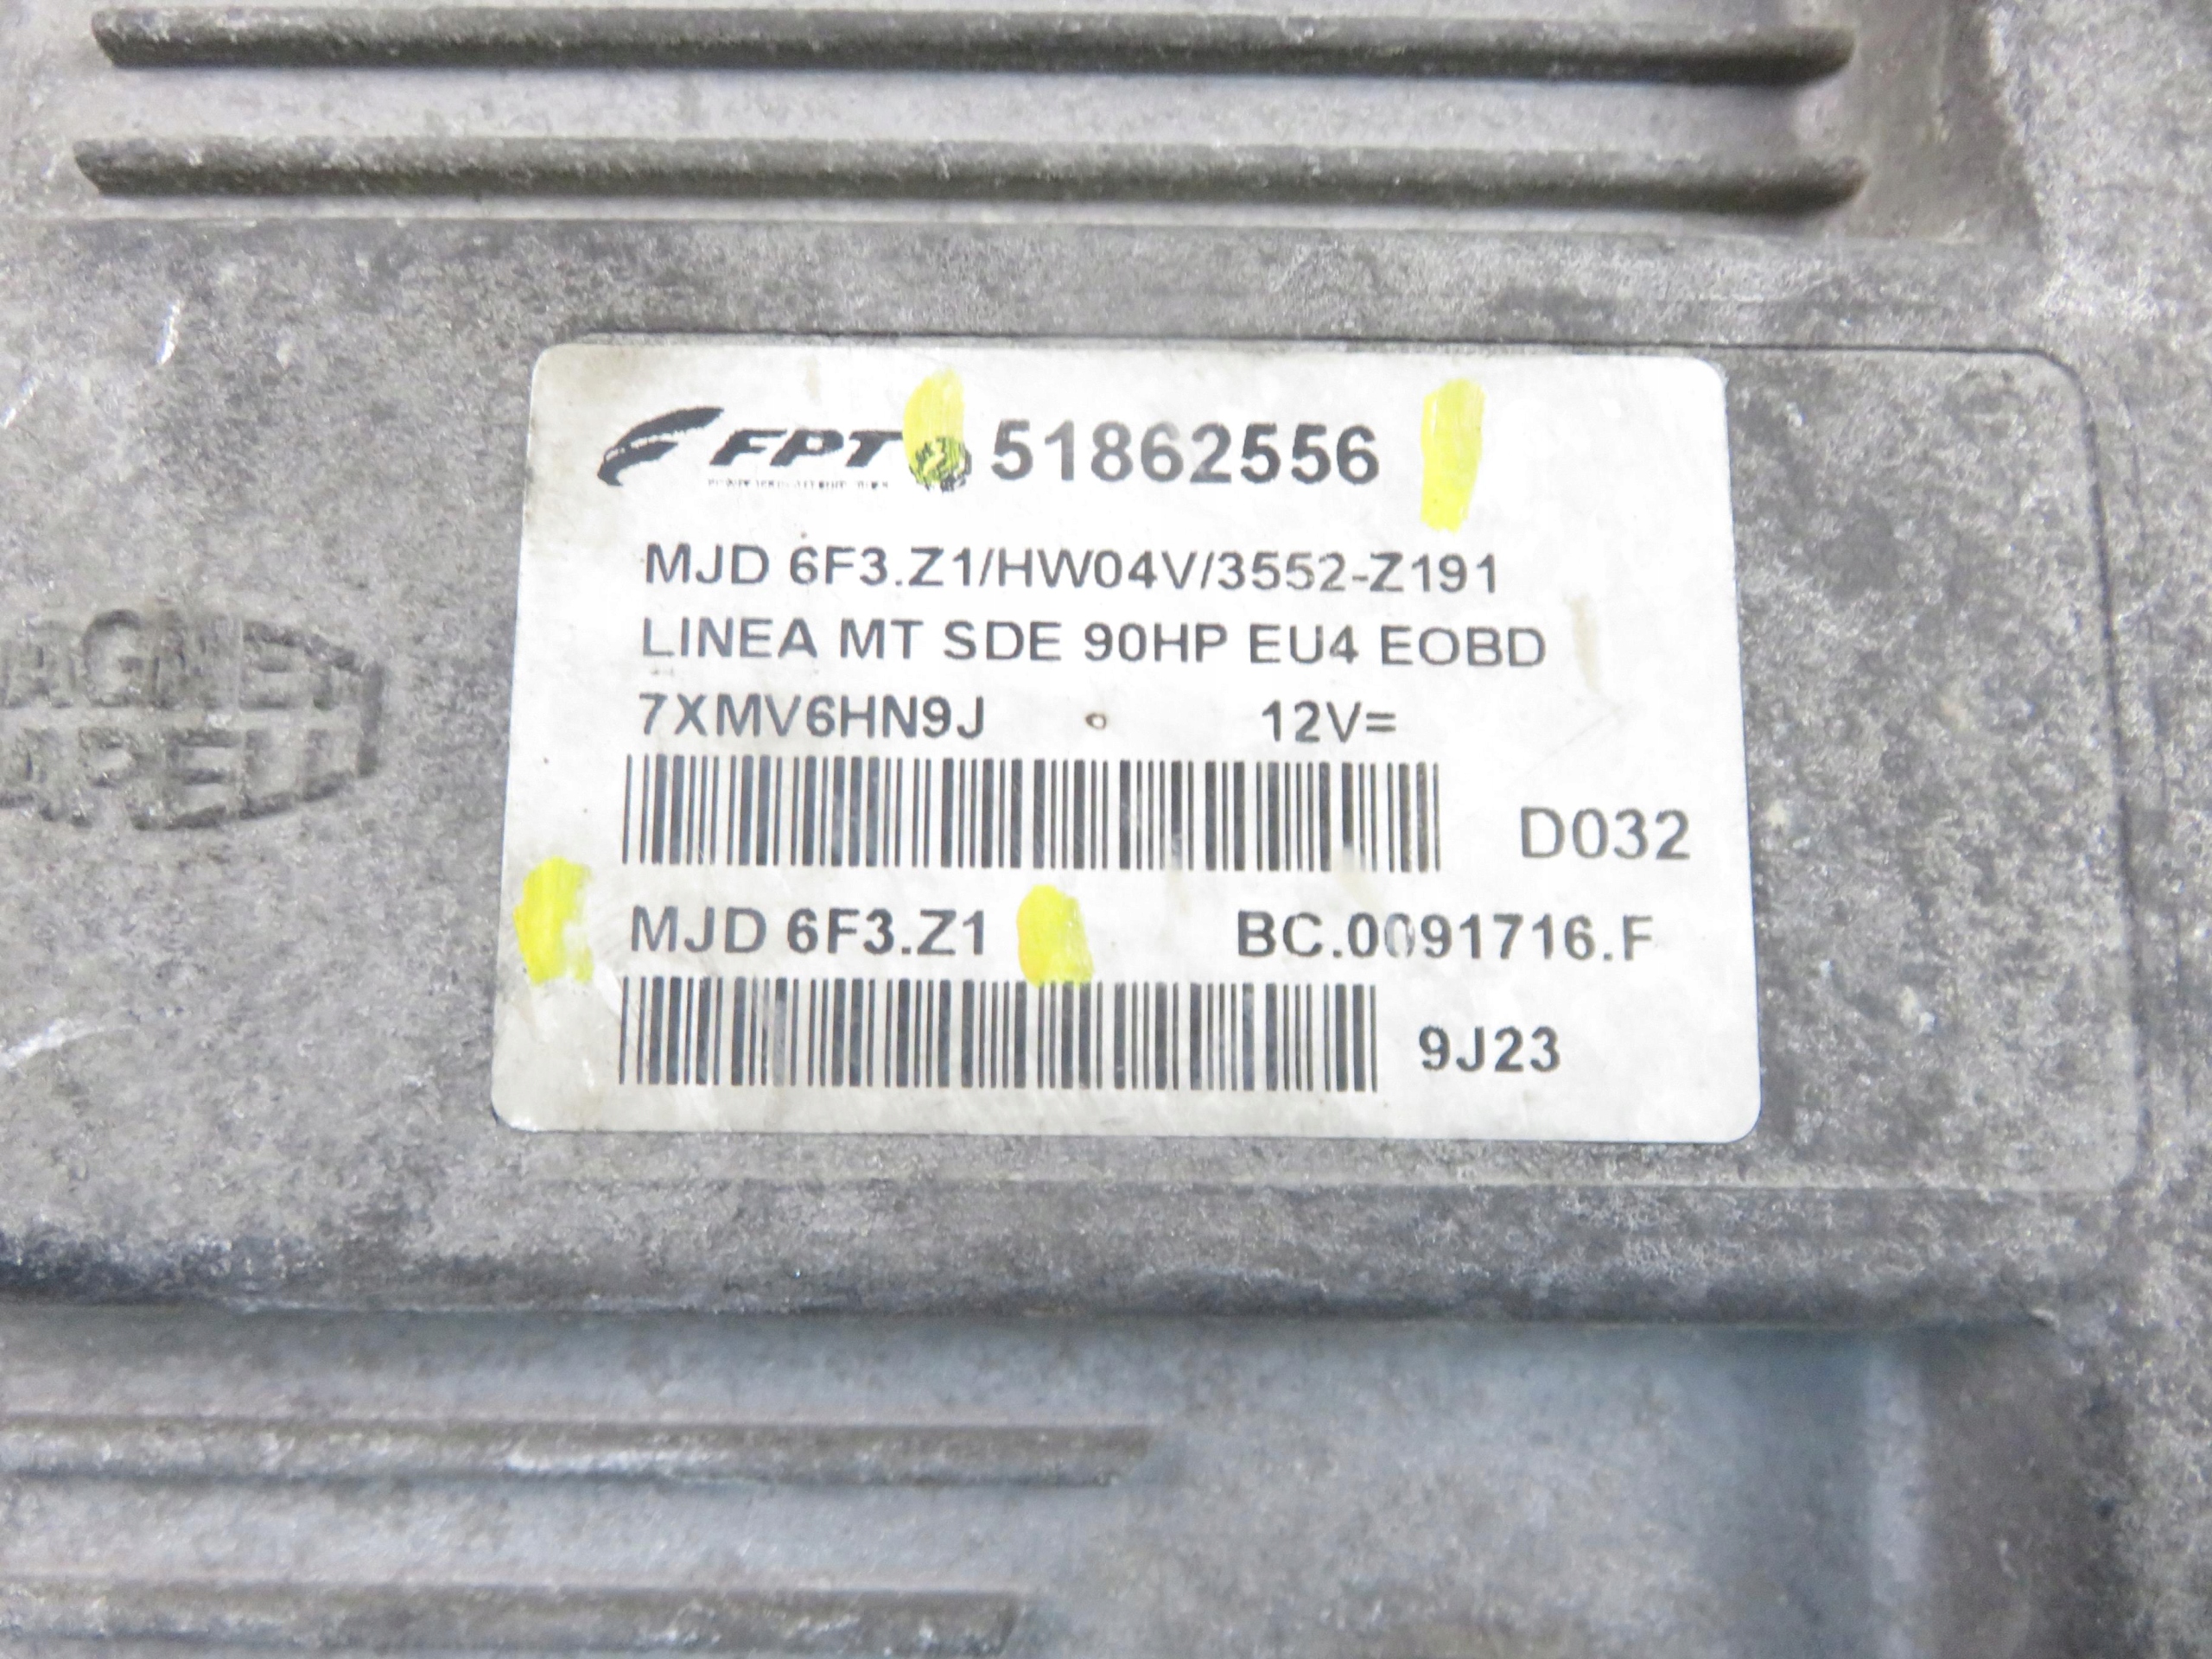 FPT 51862556
MJD 6F3.Z1/HW04V/3552-Z191
LINEA MT SDE 90HP EU4 EOBD
7XMV6HN9J 12V=
D032
MJD 6F3.Z1 BC.0091716.F
9J23